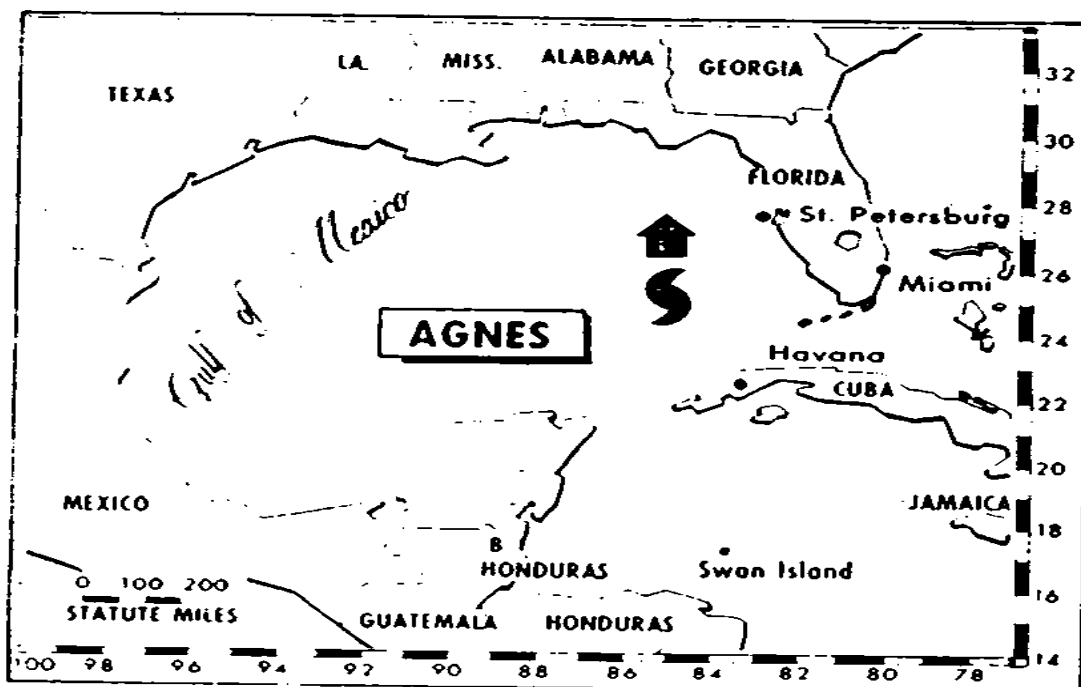 LA. MISS. ALABAMA GEORGIA
TEXAS
32
30
FLORIDA
St. Petersburg
28
Gulf of Mexico
26
Miami
AGNES
24
Havana
CUBA
22
20
MEXICO
JAMAICA
18
B
HONDURAS
Swan Island
0 100 200
STATUTE MILES
16
GUATEMALA HONDURAS
14
100 98 96 94 92 90 88 86 84 82 80 78